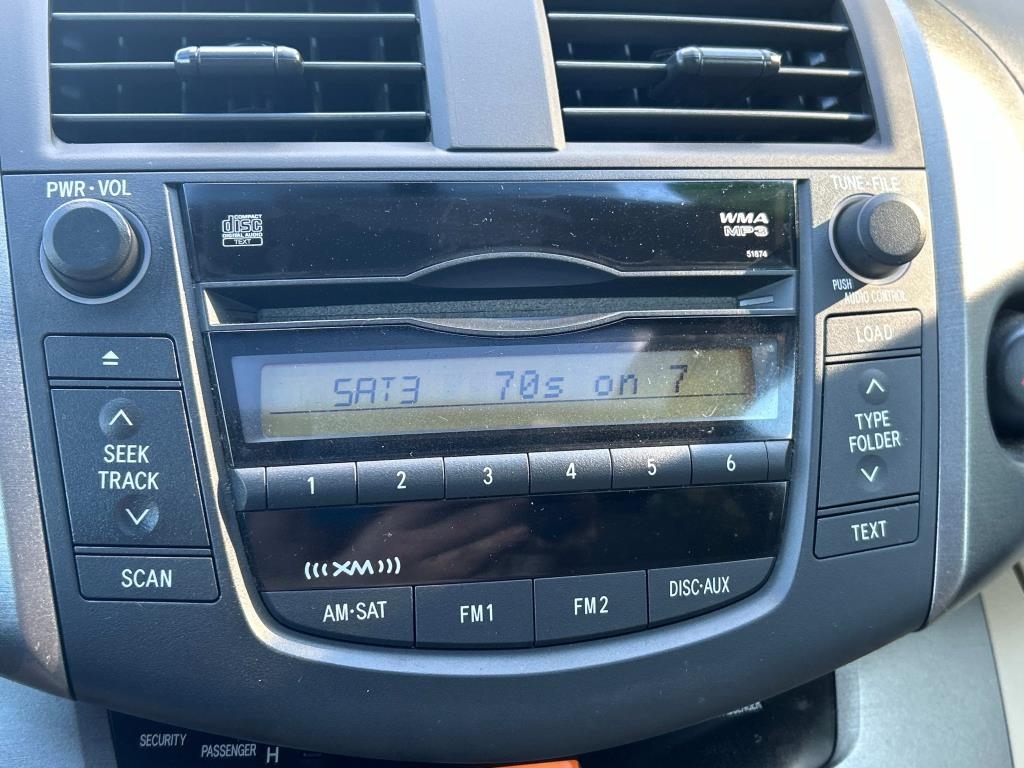 PWR·VOL
TUNE·FILE
COMPACT
disc
DIGITAL AUDIO
TEXT
WMA
MP3
51874
PUSH
AUDIO CONTROL
LOAD
SAT3 70s on 7
SEEK
TRACK
TYPE
FOLDER
1 2 3 4 5 6
TEXT
SCAN
(((XM)))
AM·SAT FM1 FM2 DISC·AUX
SECURITY
PASSENGER
H